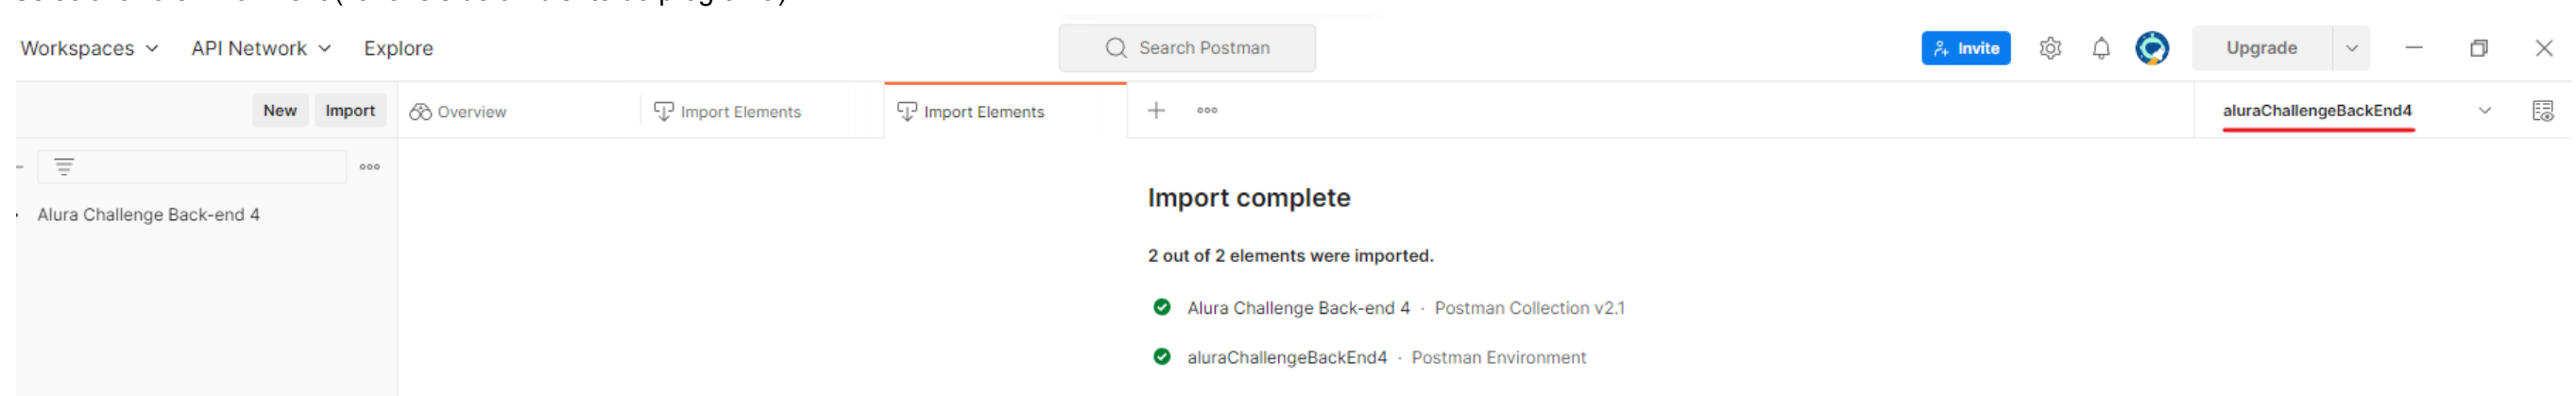 Workspaces API Network Explore Search Postman Invite Upgrade
New Import Overview Import Elements Import Elements aluraChallengeBackEnd4
Alura Challenge Back-end 4
Import complete
2 out of 2 elements were imported.
Alura Challenge Back-end 4 · Postman Collection v2.1
aluraChallengeBackEnd4 · Postman Environment